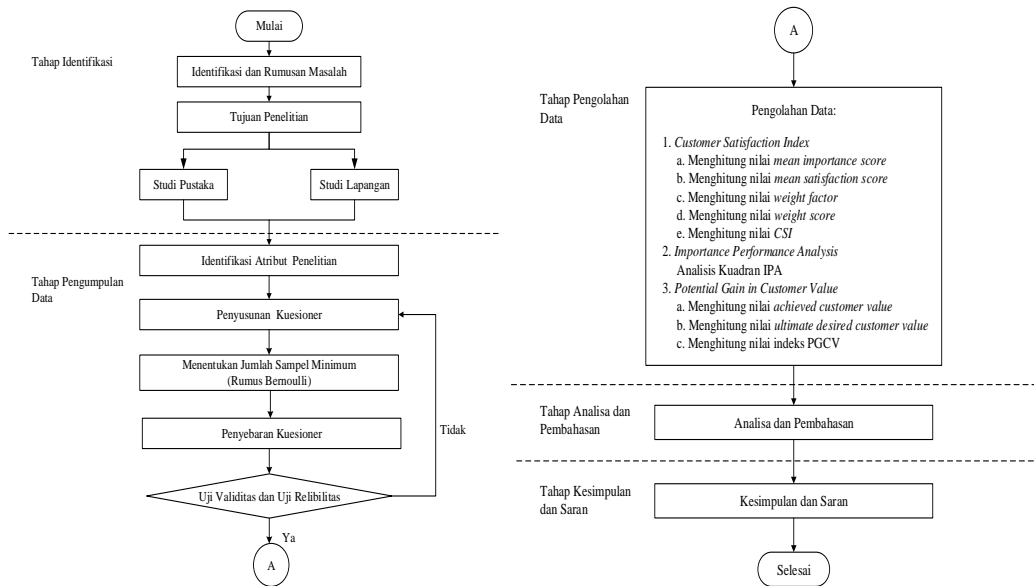 Mulai
Tahap Identifikasi
Identifikasi dan Rumusan Masalah
Tujuan Penelitian
Studi Pustaka
Studi Lapangan
Identifikasi Atribut Penelitian
Tahap Pengumpulan
Data
Penyusunan Kuesioner
Menentukan Jumlah Sampel Minimum
(Rumus Bernoulli)
Penyebaran Kuesioner
Tidak
Uji Validitas dan Uji Relibilitas
Ya
A
A
Tahap Pengolahan
Data
Pengolahan Data:
1. Customer Satisfaction Index
a. Menghitung nilai mean importance score
b. Menghitung nilai mean satisfaction score
c. Menghitung nilai weight factor
d. Menghitung nilai weight score
e. Menghitung nilai CSI
2. Importance Performance Analysis
Analisis Kuadran IPA
3. Potential Gain in Customer Value
a. Menghitung nilai achieved customer value
b. Menghitung nilai ultimate desired customer value
c. Menghitung nilai indeks PGCV
Tahap Analisa dan
Pembahasan
Analisa dan Pembahasan
Tahap Kesimpulan
dan Saran
Kesimpulan dan Saran
Selesai